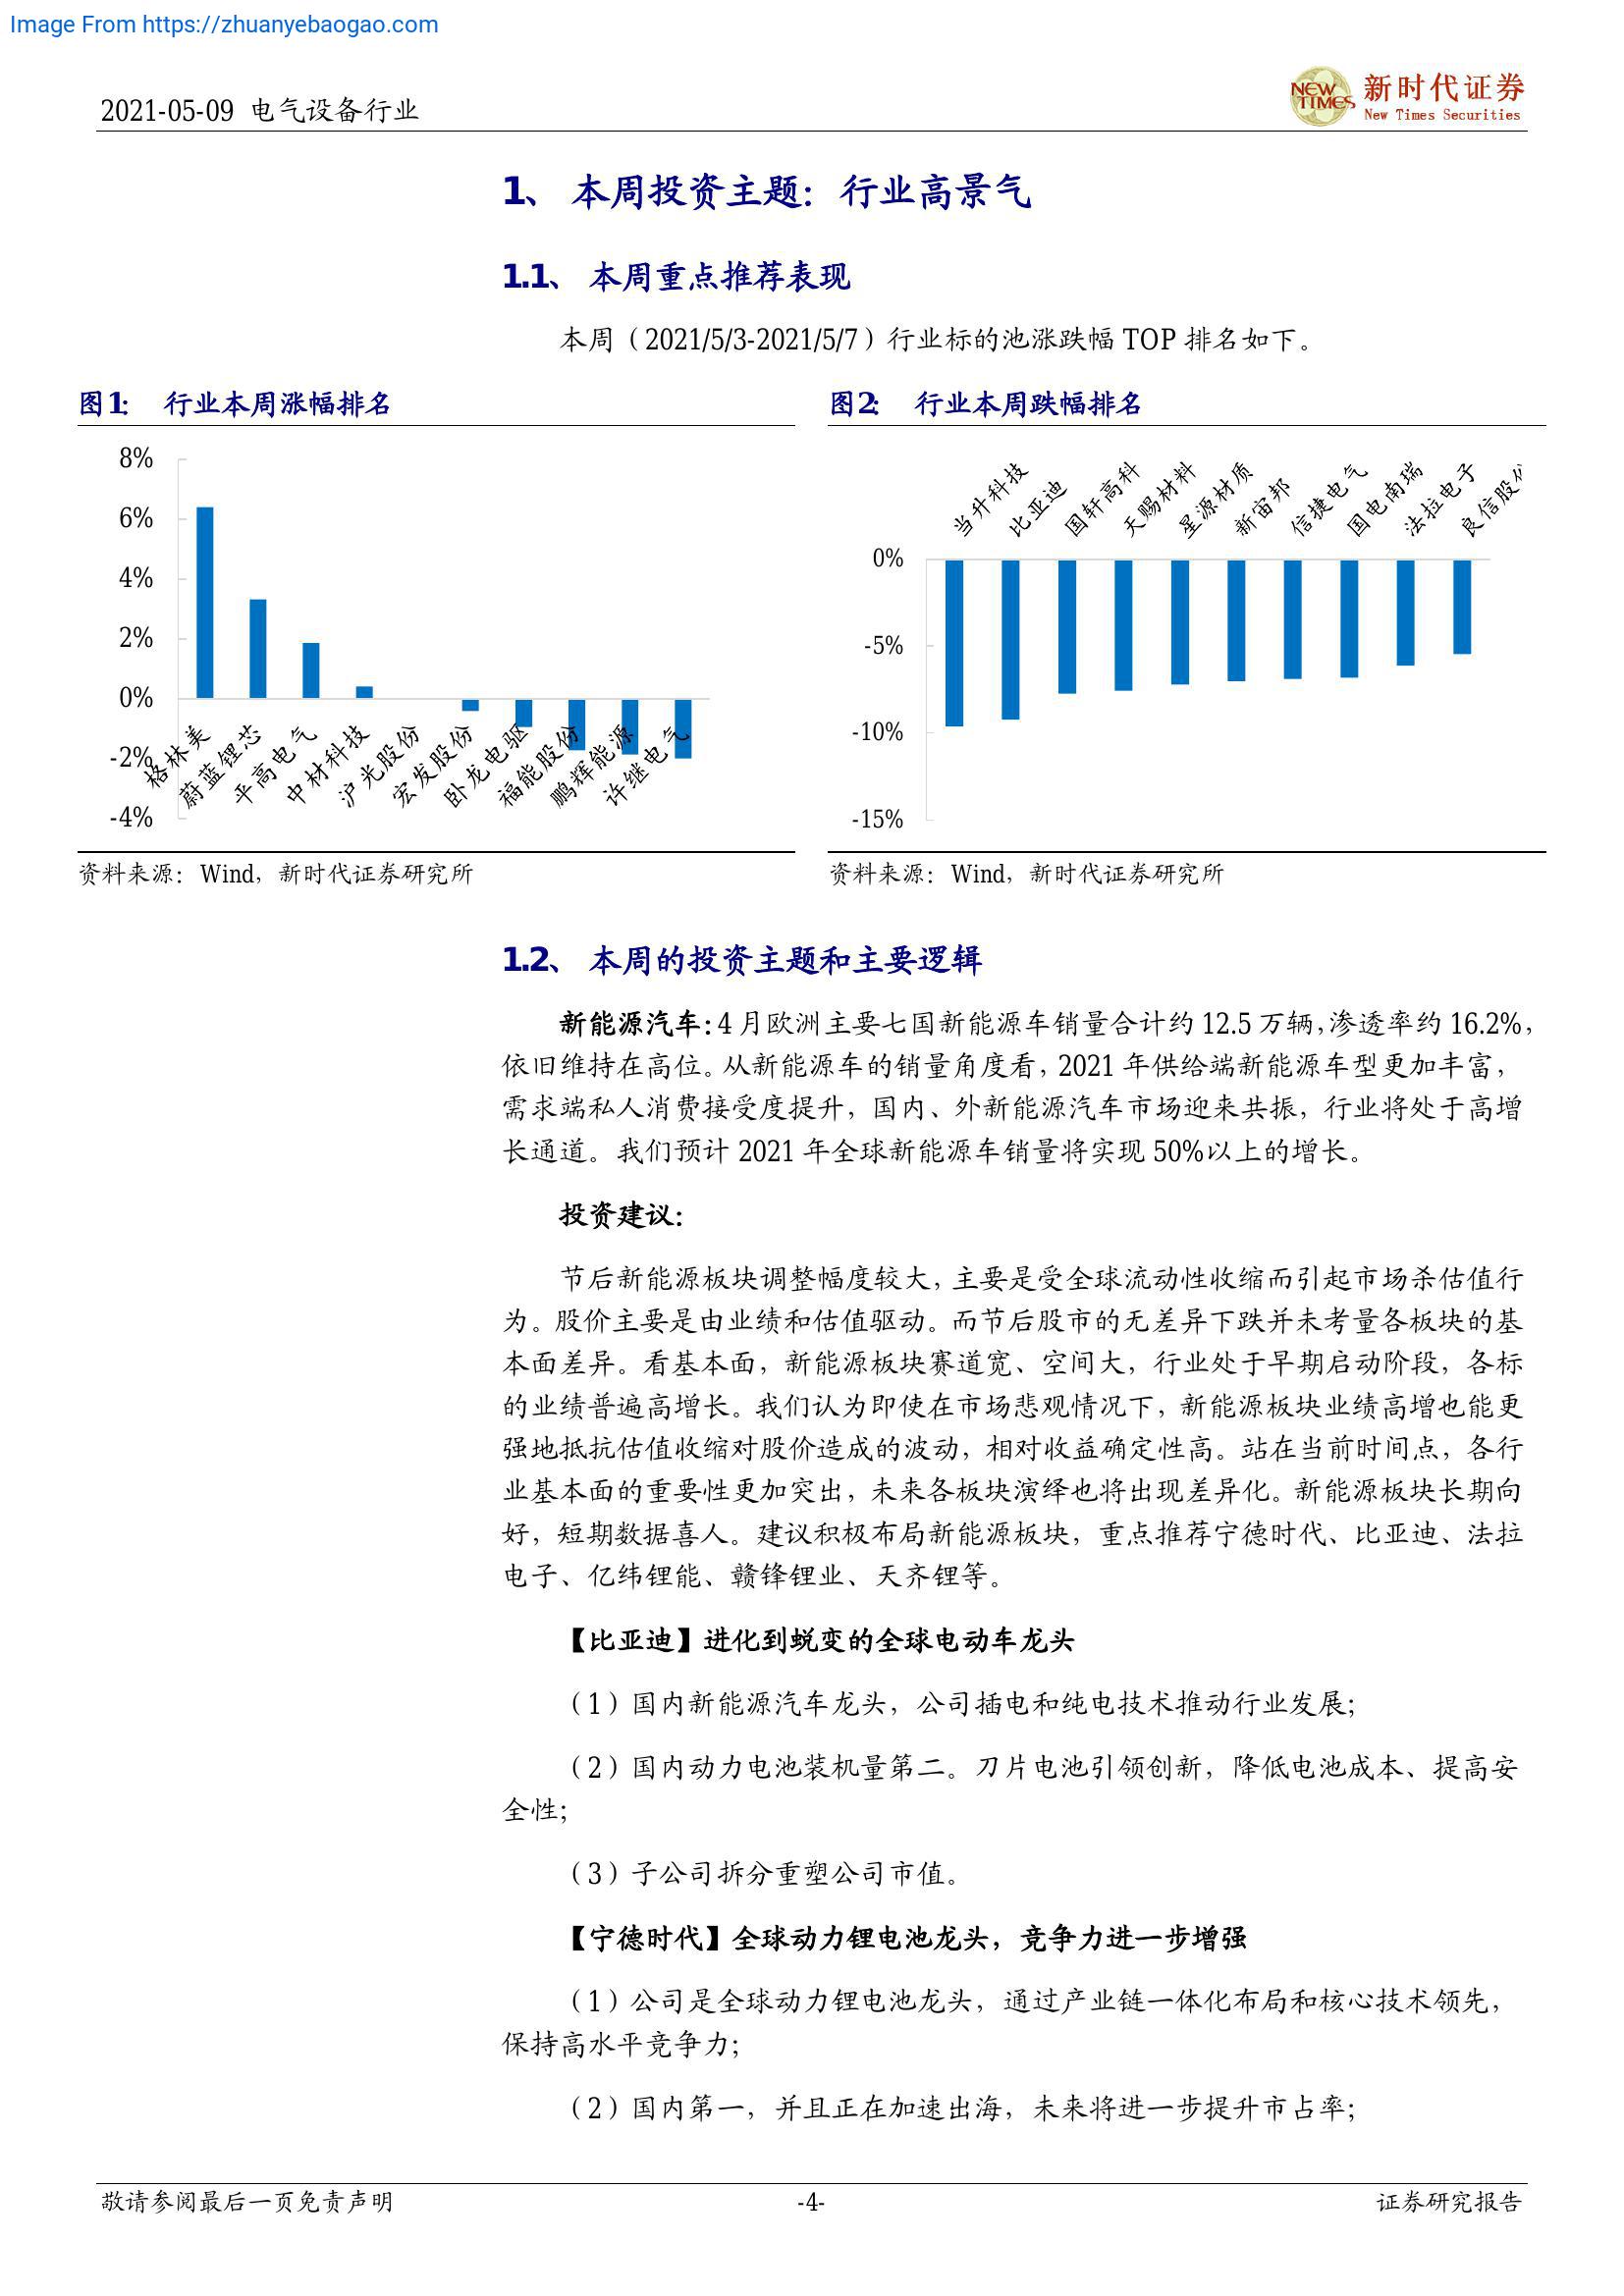 Image From https://zhuanyebaogao.com
2021-05-09 电气设备行业
NEW TIMES
新时代证券
New Times Securities
1、 本周投资主题：行业高景气
1.1、 本周重点推荐表现
本周（2021/5/3-2021/5/7）行业标的池涨跌幅 TOP 排名如下。
图1： 行业本周涨幅排名
8%
6%
4%
2%
0%
-2%
-4%
格林美
蔚蓝锂芯
平高电气
中材科技
沪光股份
宏发股份
卧龙电驱
福能股份
鹏辉能源
许继电气
资料来源：Wind，新时代证券研究所
图2： 行业本周跌幅排名
当升科技
比亚迪
国轩高科
天赐材料
星源材质
新宙邦
信捷电气
国电南瑞
法拉电子
良信股份
0%
-5%
-10%
-15%
资料来源：Wind，新时代证券研究所
1.2、 本周的投资主题和主要逻辑
新能源汽车：4 月欧洲主要七国新能源车销量合计约 12.5 万辆，渗透率约 16.2%，
依旧维持在高位。从新能源车的销量角度看，2021 年供给端新能源车型更加丰富，
需求端私人消费接受度提升，国内、外新能源汽车市场迎来共振，行业将处于高增
长通道。我们预计 2021 年全球新能源车销量将实现 50%以上的增长。
投资建议：
节后新能源板块调整幅度较大，主要是受全球流动性收缩而引起市场杀估值行
为。股价主要是由业绩和估值驱动。而节后股市的无差异下跌并未考量各板块的基
本面差异。看基本面，新能源板块赛道宽、空间大，行业处于早期启动阶段，各标
的业绩普遍高增长。我们认为即使在市场悲观情况下，新能源板块业绩高增也能更
强地抵抗估值收缩对股价造成的波动，相对收益确定性高。站在当前时间点，各行
业基本面的重要性更加突出，未来各板块演绎也将出现差异化。新能源板块长期向
好，短期数据喜人。建议积极布局新能源板块，重点推荐宁德时代、比亚迪、法拉
电子、亿纬锂能、赣锋锂业、天齐锂等。
【比亚迪】进化到蜕变的全球电动车龙头
（1）国内新能源汽车龙头，公司插电和纯电技术推动行业发展；
（2）国内动力电池装机量第二。刀片电池引领创新，降低电池成本、提高安
全性；
（3）子公司拆分重塑公司市值。
【宁德时代】全球动力锂电池龙头，竞争力进一步增强
（1）公司是全球动力锂电池龙头，通过产业链一体化布局和核心技术领先，
保持高水平竞争力；
（2）国内第一，并且正在加速出海，未来将进一步提升市占率；
敬请参阅最后一页免责声明
-4-
证券研究报告